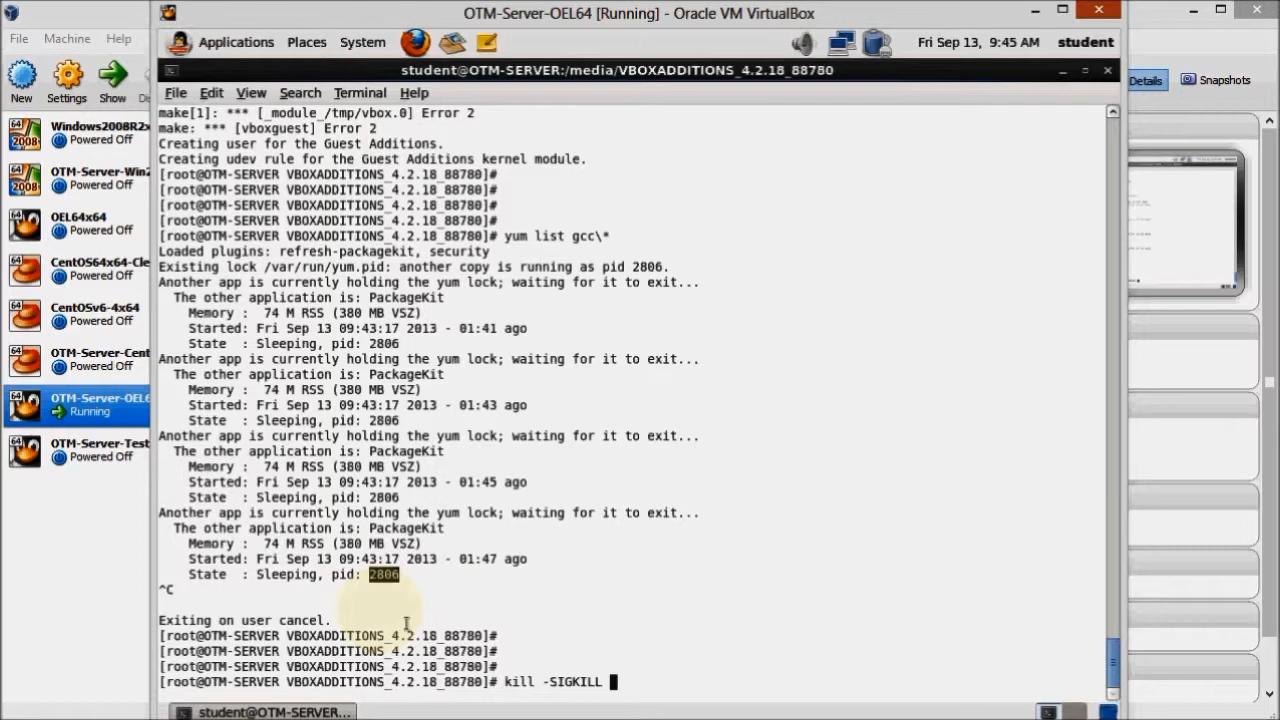 OTM-Server-OEL64 [Running] - Oracle VM VirtualBox
File Machine Help
Applications Places System
Fri Sep 13, 9:45 AM student
student@OTM-SERVER:/media/VBOXADDITIONS_4.2.18_88780
New Settings Show
Details Snapshots
File Edit View Search Terminal Help
Windows2008R2x
Powered Off
OTM-Server-Win2
Powered Off
OEL64x64
Powered Off
CentOS64x64-Cle
Powered Off
CentOSv6-4x64
Powered Off
OTM-Server-Cent
Powered Off
OTM-Server-OEL6
Running
OTM-Server-Test
Powered Off
make[1]: *** [_module_/tmp/vbox.0] Error 2
make: *** [vboxguest] Error 2
Creating user for the Guest Additions.
Creating udev rule for the Guest Additions kernel module.
[root@OTM-SERVER VBOXADDITIONS_4.2.18_88780]#
[root@OTM-SERVER VBOXADDITIONS_4.2.18_88780]#
[root@OTM-SERVER VBOXADDITIONS_4.2.18_88780]#
[root@OTM-SERVER VBOXADDITIONS_4.2.18_88780]#
[root@OTM-SERVER VBOXADDITIONS_4.2.18_88780]# yum list gcc\*
Loaded plugins: refresh-packagekit, security
Existing lock /var/run/yum.pid: another copy is running as pid 2806.
Another app is currently holding the yum lock; waiting for it to exit...
The other application is: PackageKit
Memory : 74 M RSS (380 MB VSZ)
Started: Fri Sep 13 09:43:17 2013 - 01:41 ago
State : Sleeping, pid: 2806
Another app is currently holding the yum lock; waiting for it to exit...
The other application is: PackageKit
Memory : 74 M RSS (380 MB VSZ)
Started: Fri Sep 13 09:43:17 2013 - 01:43 ago
State : Sleeping, pid: 2806
Another app is currently holding the yum lock; waiting for it to exit...
The other application is: PackageKit
Memory : 74 M RSS (380 MB VSZ)
Started: Fri Sep 13 09:43:17 2013 - 01:45 ago
State : Sleeping, pid: 2806
Another app is currently holding the yum lock; waiting for it to exit...
The other application is: PackageKit
Memory : 74 M RSS (380 MB VSZ)
Started: Fri Sep 13 09:43:17 2013 - 01:47 ago
State : Sleeping, pid: 2806
^C
Exiting on user cancel.
[root@OTM-SERVER VBOXADDITIONS_4.2.18_88780]#
[root@OTM-SERVER VBOXADDITIONS_4.2.18_88780]#
[root@OTM-SERVER VBOXADDITIONS_4.2.18_88780]#
[root@OTM-SERVER VBOXADDITIONS_4.2.18_88780]# kill -SIGKILL
student@OTM-SERVER...